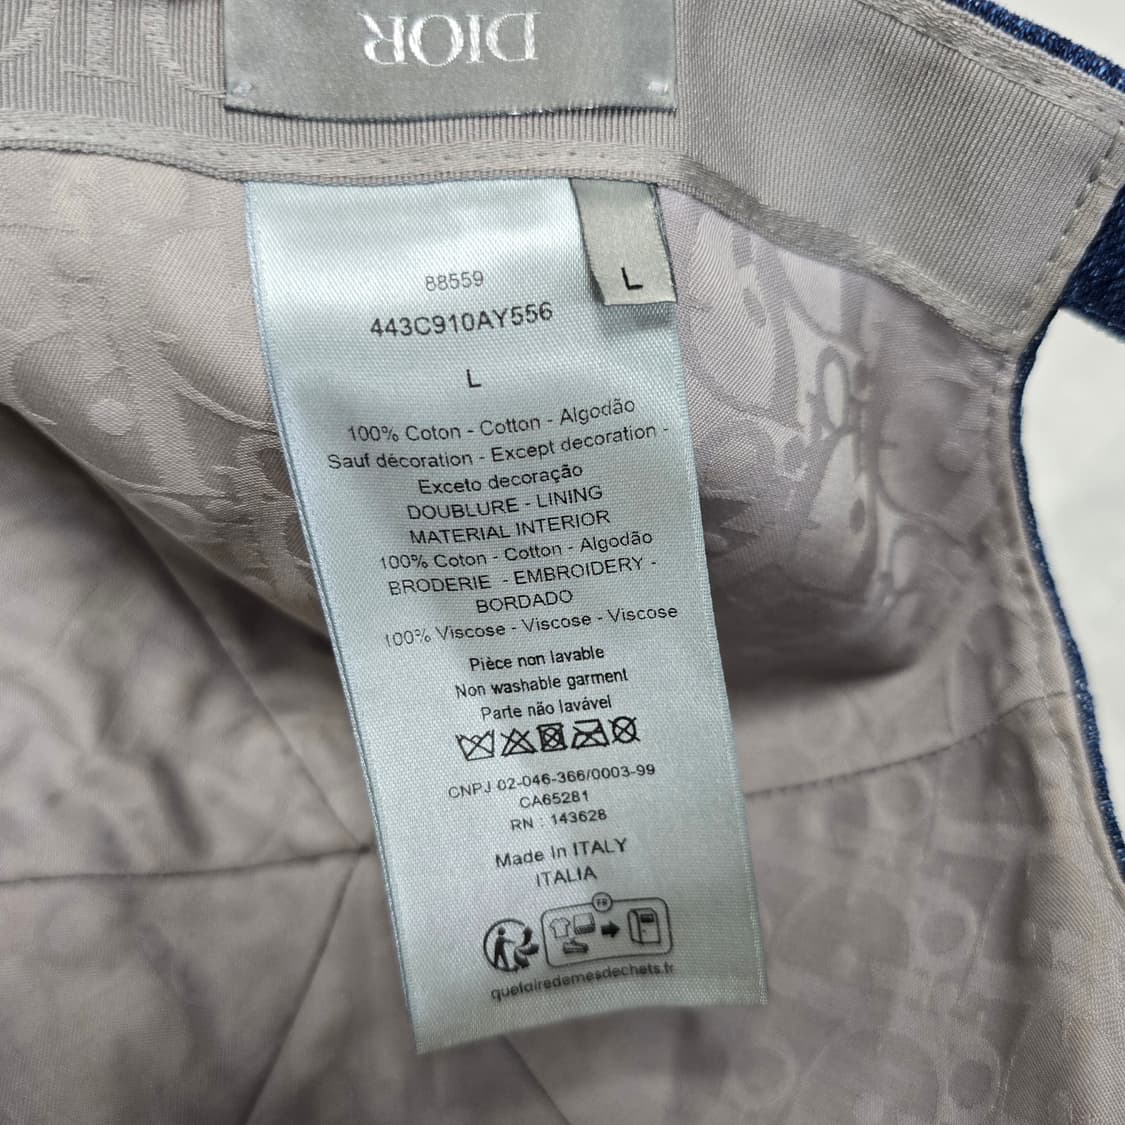 DIOR
L
88559
443C910AY556
L
100% Coton - Cotton - Algodão
Sauf décoration - Except decoration -
Exceto decoração
DOUBLURE - LINING
MATERIAL INTERIOR
100% Coton - Cotton - Algodão
BRODERIE - EMBROIDERY -
BORDADO
100% Viscose - Viscose - Viscose
Pièce non lavable
Non washable garment
Parte não lavável
CNPJ 02-046-366/0003-99
CA65281
RN : 143628
Made In ITALY
ITALIA
FR
quefairedemesdechets.fr